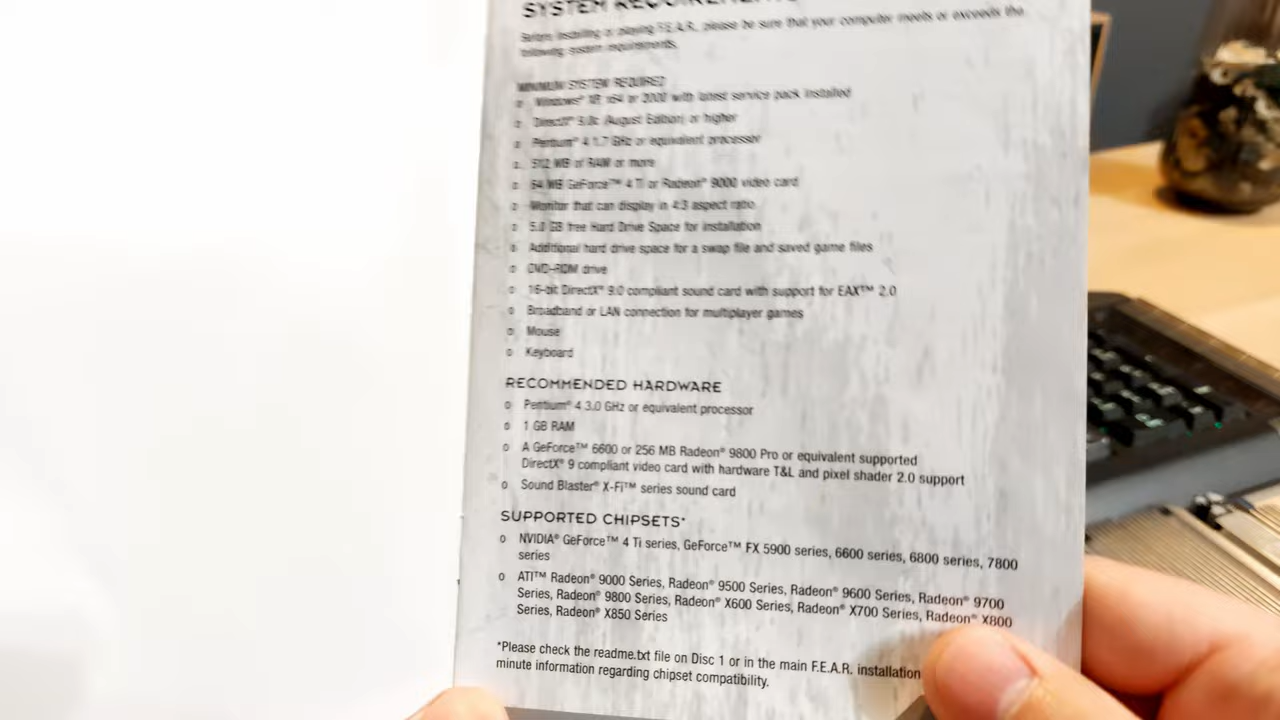 SYSTEM REQUIREMENTS
Before installing or playing F.E.A.R., please be sure that your computer meets or exceeds the
following system requirements.
MINIMUM SYSTEM REQUIRED
o Windows® XP, x64 or 2000 with latest service pack installed
o DirectX® 9.0c (August Edition) or higher
o Pentium® 4 1.7 GHz or equivalent processor
o 512 MB of RAM or more
o 64 MB GeForce™ 4 Ti or Radeon® 9000 video card
o Monitor that can display in 4:3 aspect ratio
o 5.0 GB free Hard Drive Space for installation
o Additional hard drive space for a swap file and saved game files
o DVD-ROM drive
o 16-bit DirectX® 9.0 compliant sound card with support for EAX™ 2.0
o Broadband or LAN connection for multiplayer games
o Mouse
o Keyboard
RECOMMENDED HARDWARE
o Pentium® 4 3.0 GHz or equivalent processor
o 1 GB RAM
o A GeForce™ 6600 or 256 MB Radeon® 9800 Pro or equivalent supported
DirectX® 9 compliant video card with hardware T&L and pixel shader 2.0 support
o Sound Blaster® X-Fi™ series sound card
SUPPORTED CHIPSETS*
o NVIDIA® GeForce™ 4 Ti series, GeForce™ FX 5900 series, 6600 series, 6800 series, 7800
series
o ATI™ Radeon® 9000 Series, Radeon® 9500 Series, Radeon® 9600 Series, Radeon® 9700
Series, Radeon® 9800 Series, Radeon® X600 Series, Radeon® X700 Series, Radeon® X800
Series, Radeon® X850 Series
*Please check the readme.txt file on Disc 1 or in the main F.E.A.R. installation
minute information regarding chipset compatibility.